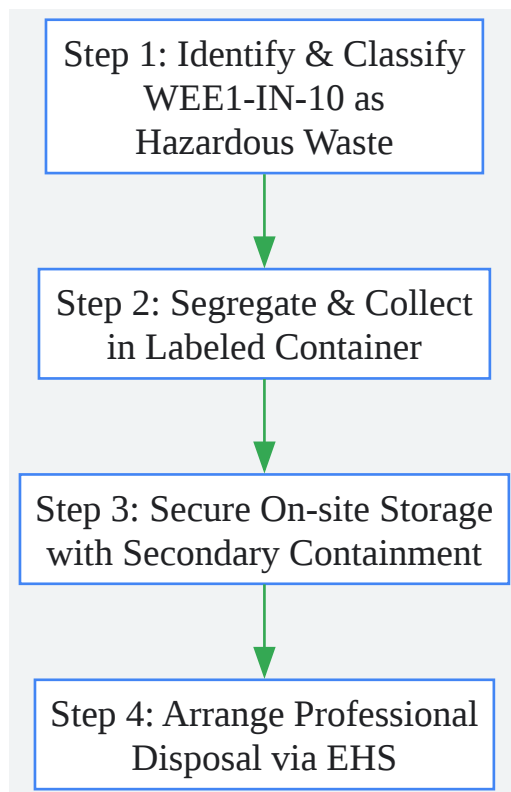 Step 1: Identify & Classify
WEE1-IN-10 as
Hazardous Waste
Step 2: Segregate & Collect
in Labeled Container
Step 3: Secure On-site Storage
with Secondary Containment
Step 4: Arrange Professional
Disposal via EHS